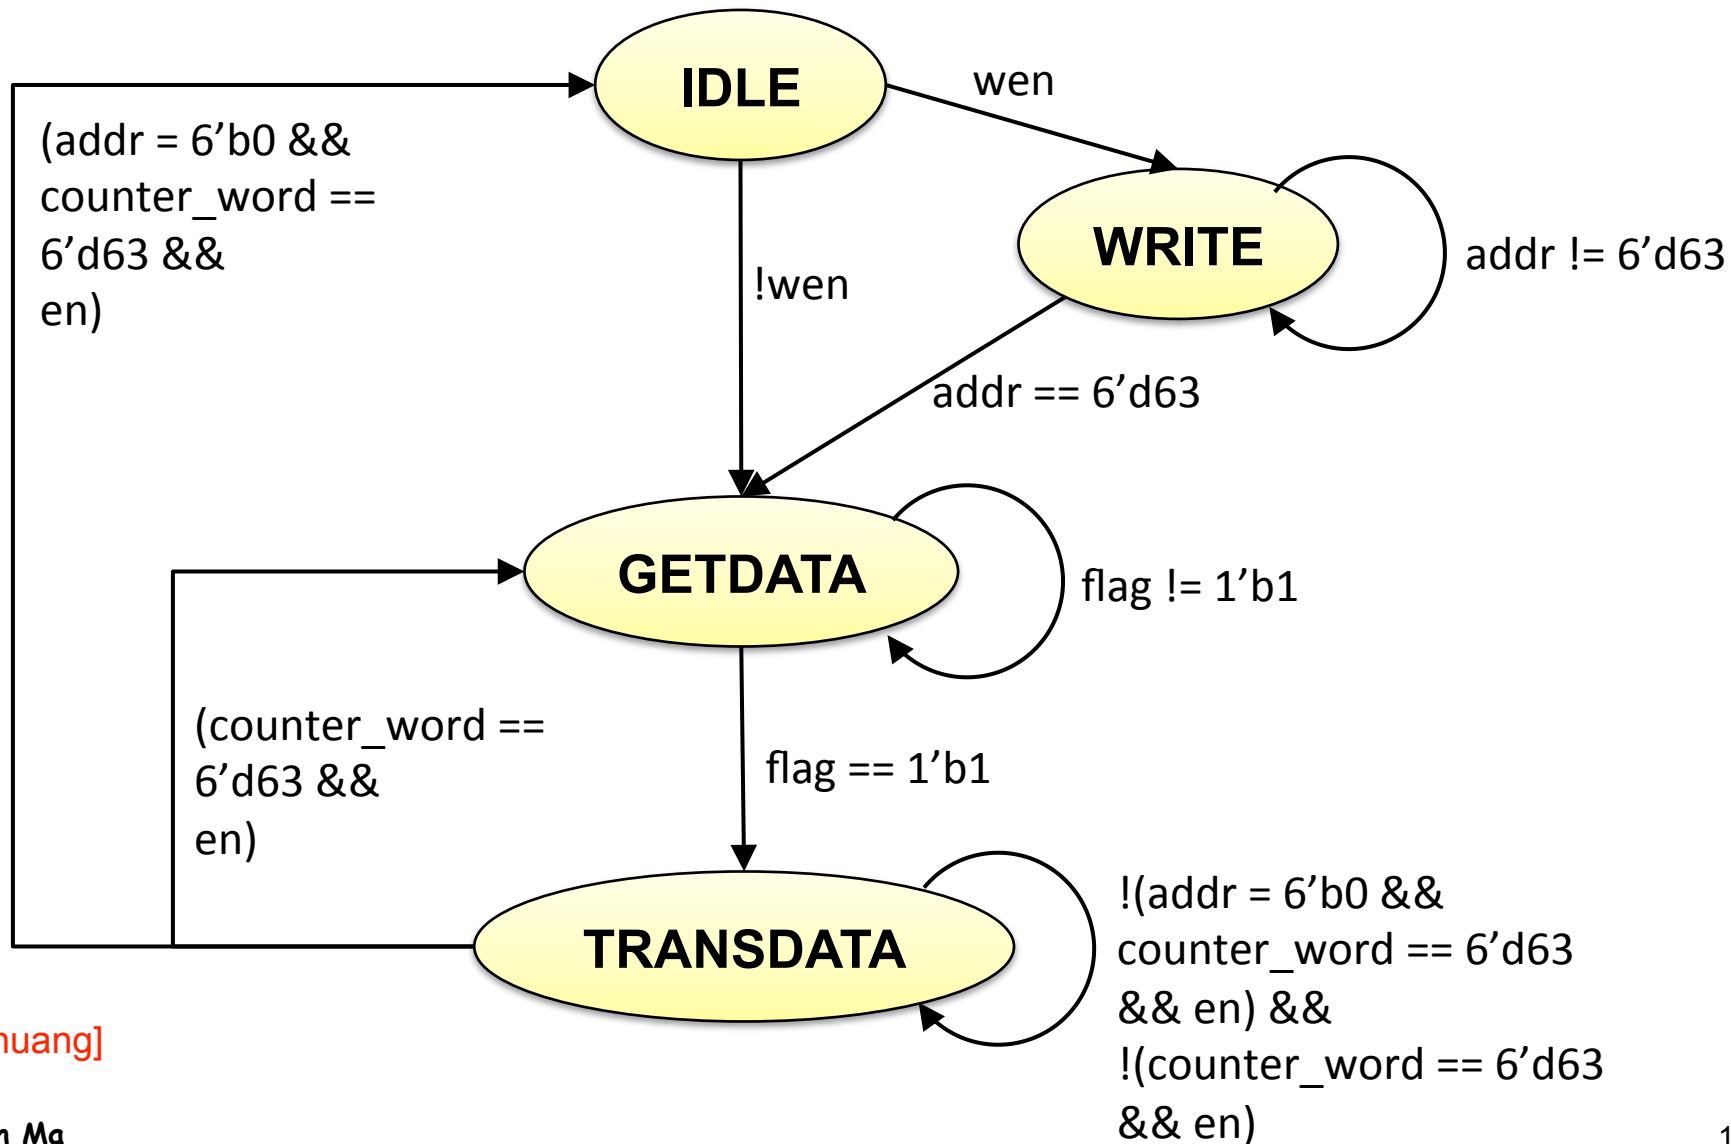 IDLE
wen
(addr = 6’b0 &&
counter_word ==
6’d63 &&
en)
WRITE
addr != 6’d63
!wen
addr == 6’d63
GETDATA
flag != 1’b1
(counter_word ==
6’d63 &&
en)
flag == 1’b1
TRANSDATA
!(addr = 6’b0 &&
counter_word == 6’d63
&& en) &&
!(counter_word == 6’d63
&& en)
huang]
n Ma
1